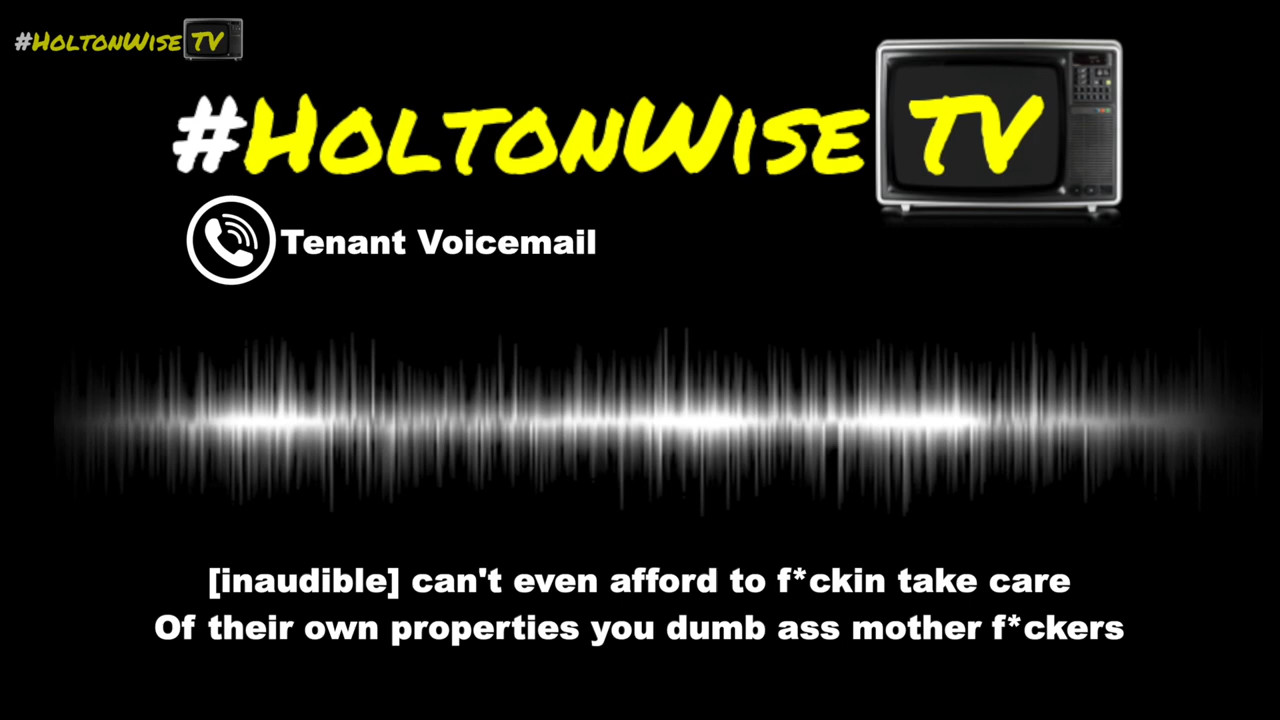 #HoltonWise TV
#HoltonWise TV
Tenant Voicemail
[inaudible] can't even afford to f*ckin take care
Of their own properties you dumb ass mother f*ckers